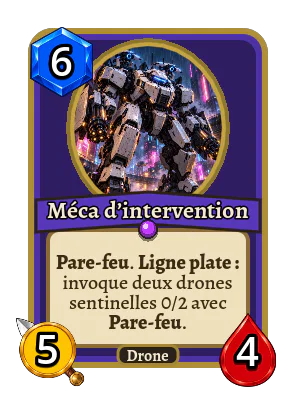 6
Méca d'intervention
Pare-feu. Ligne plate :
invoque deux drones
sentinelles 0/2 avec
Pare-feu.
5
Drone
4